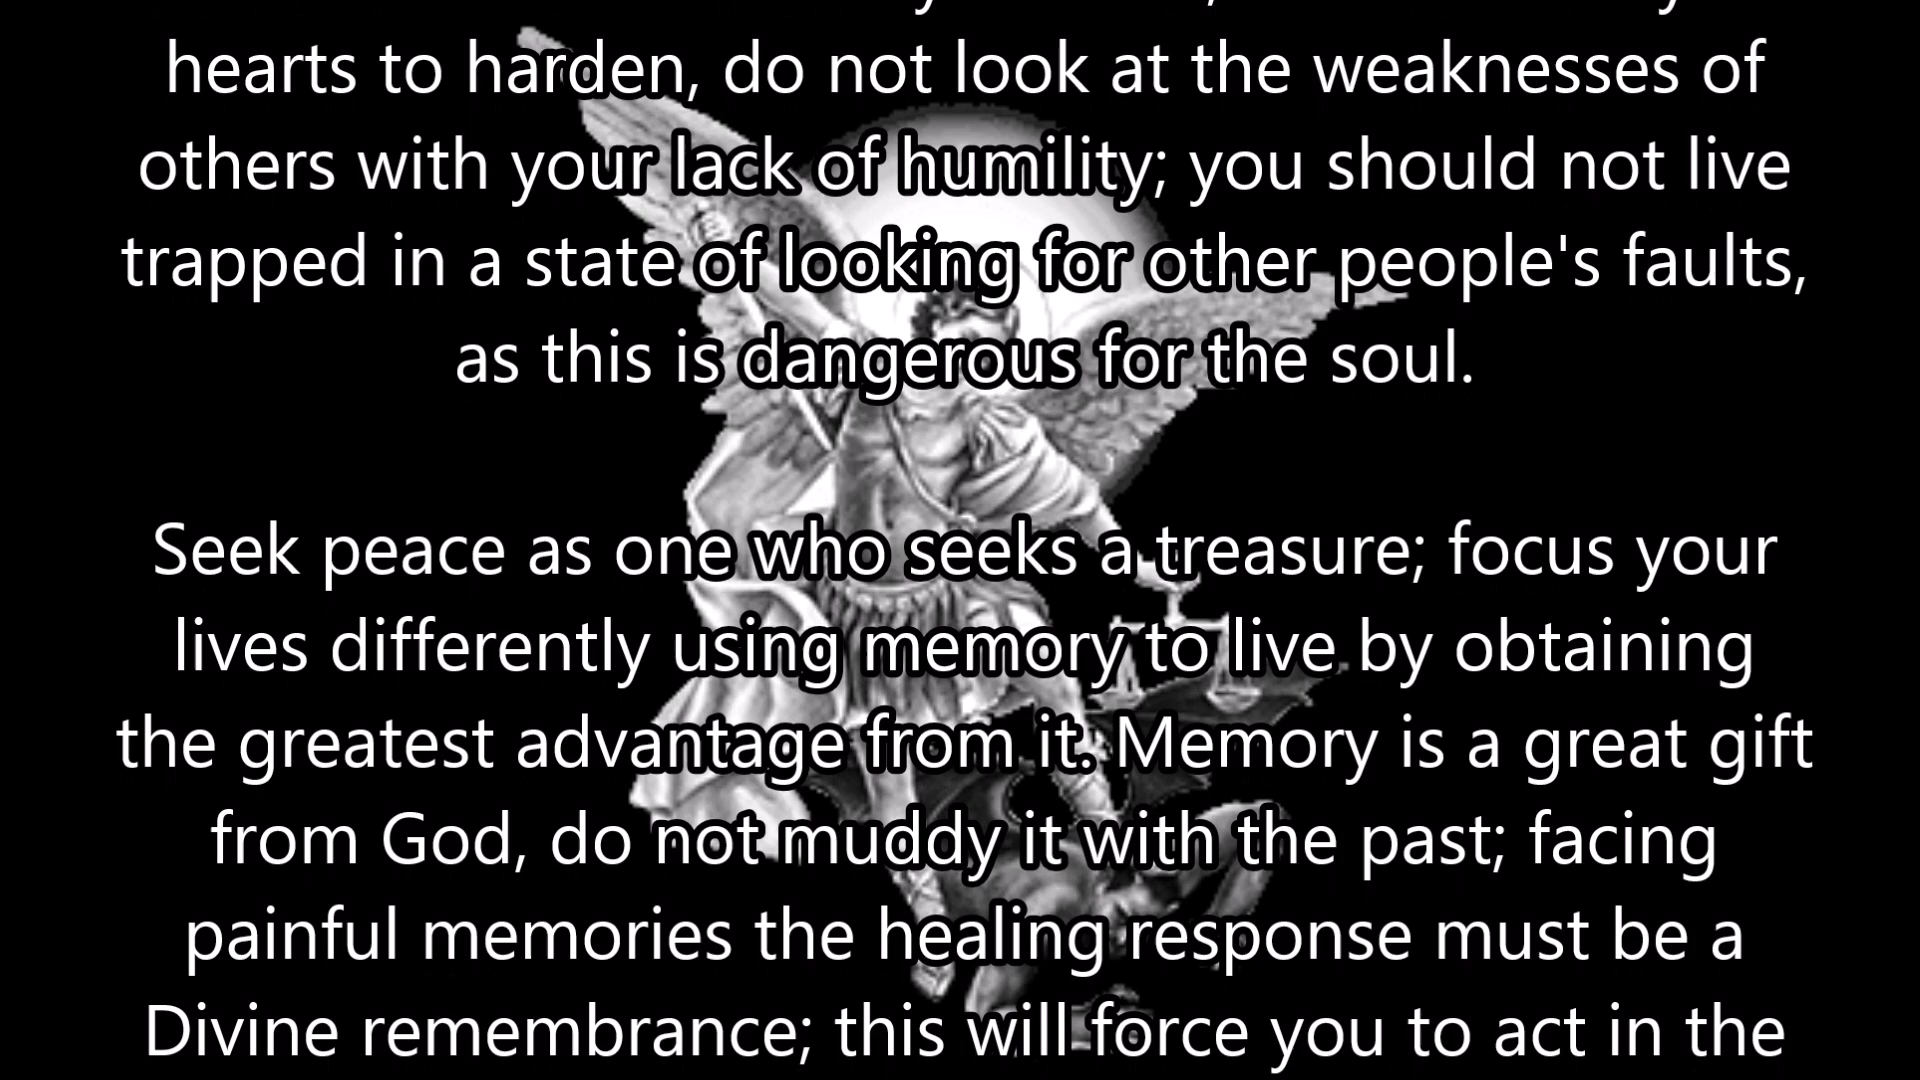 hearts to harden, do not look at the weaknesses of
others with your lack of humility; you should not live
trapped in a state of looking for other people's faults,
as this is dangerous for the soul.
Seek peace as one who seeks a treasure; focus your
lives differently using memory to live by obtaining
the greatest advantage from it. Memory is a great gift
from God, do not muddy it with the past; facing
painful memories the healing response must be a
Divine remembrance; this will force you to act in the